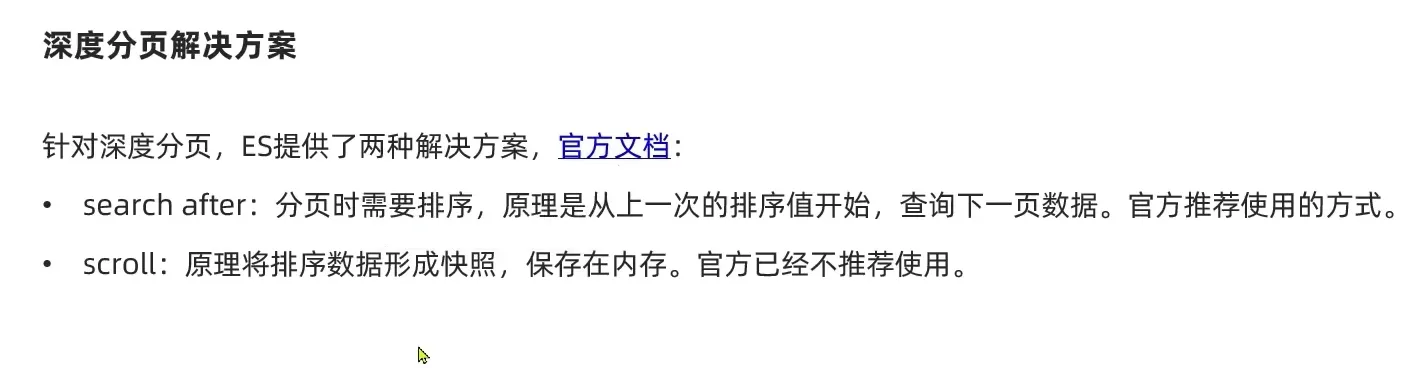 深度分页解决方案
针对深度分页，ES提供了两种解决方案，官方文档：
• search after：分页时需要排序，原理是从上一次的排序值开始，查询下一页数据。官方推荐使用的方式。
• scroll：原理将排序数据形成快照，保存在内存。官方已经不推荐使用。